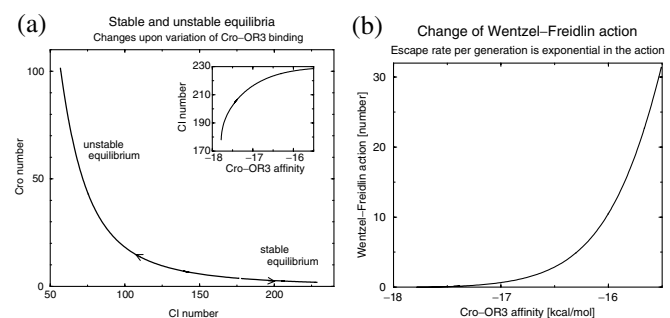 (a)
Stable and unstable equilibria
Changes upon variation of Cro−OR3 binding
100
50
0
Cro number
50
100
150
200
CI number
unstable
equilibrium
stable
equilibrium
230
210
190
170
CI number
−18
−17
−16
Cro−OR3 affinity
(b)
Change of Wentzel−Freidlin action
Escape rate per generation is exponential in the action
30
20
10
0
Wentzel−Freidlin action [number]
−18
−17
−16
Cro−OR3 affinity [kcal/mol]